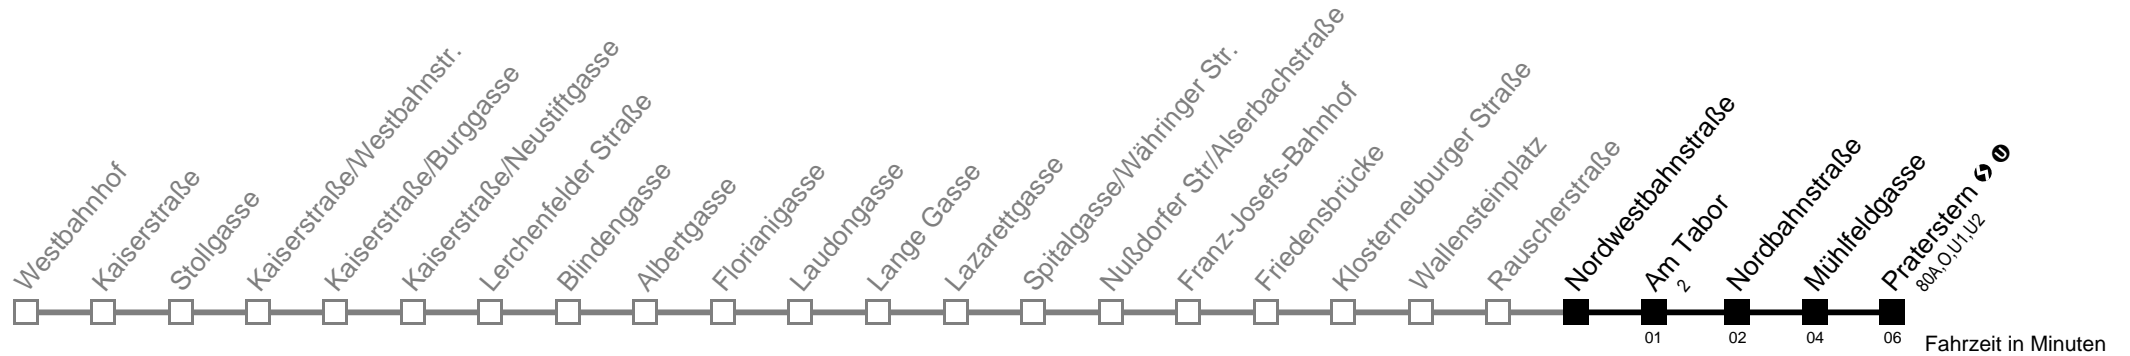 Westbahnhof
Kaiserstraße
Stollgasse
Kaiserstraße/Westbahnstr.
Kaiserstraße/Burggasse
Kaiserstraße/Neustiftgasse
Lerchenfelder Straße
Blindengasse
Albertgasse
Florianigasse
Laudongasse
Lange Gasse
Lazarettgasse
Spitalgasse/Währinger Str.
Nußdorfer Str/Alserbachstraße
Franz-Josefs-Bahnhof
Friedensbrücke
Klosterneuburger Straße
Wallensteinplatz
Rauscherstraße
Nordwestbahnstraße
Am Tabor
2
Nordbahnstraße
Mühlfeldgasse
Praterstern S U
80A,O,U1,U2
01 02 04 06
Fahrzeit in Minuten